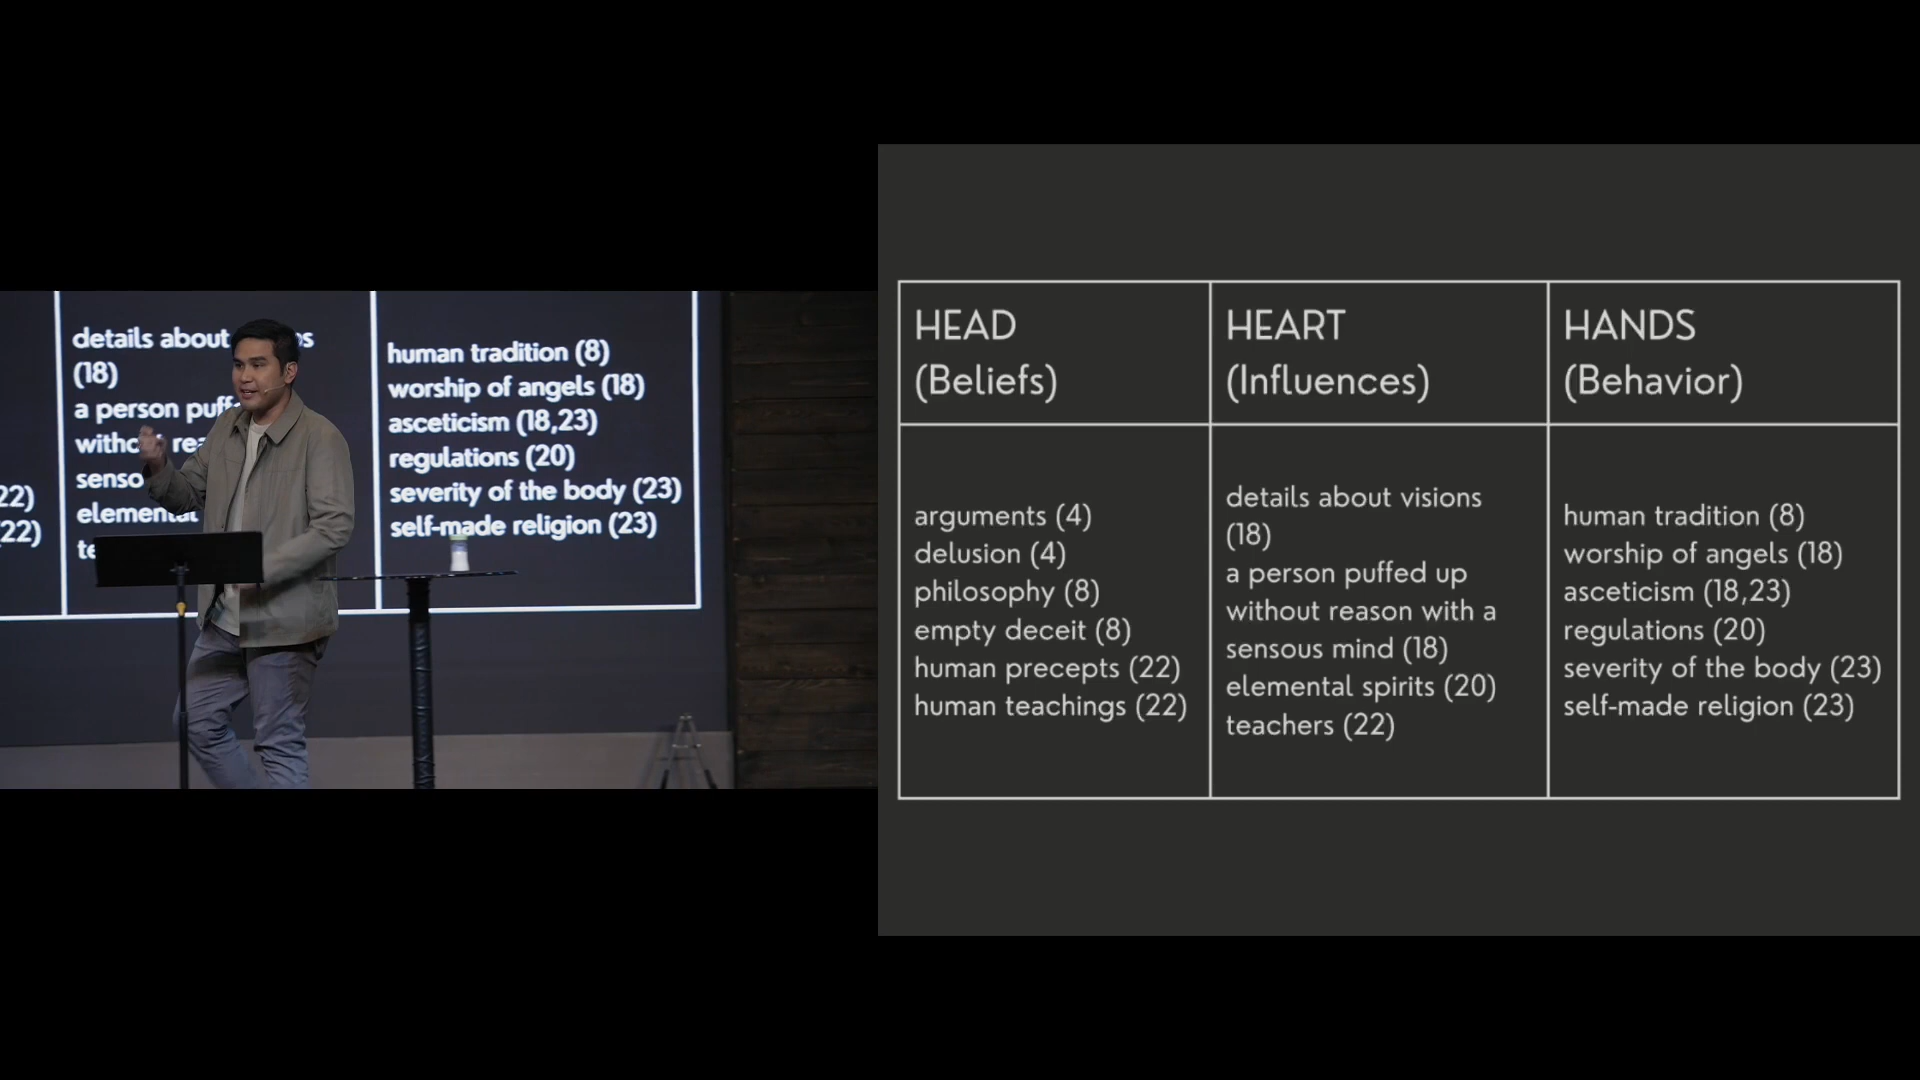 details about
(18)
a person
senso
elemental
22)
22)
human tradition (8)
worship of angels (18)
asceticism (18,23)
regulations (20)
severity of the body (23)
self-made religion (23)
HEAD
(Beliefs)
arguments (4)
delusion (4)
philosophy (8)
empty deceit (8)
human precepts (22)
human teachings (22)
HEART
(Influences)
details about visions
(18)
a person puffed up
without reason with a
sensous mind (18)
elemental spirits (20)
teachers (22)
HANDS
(Behavior)
human tradition (8)
worship of angels (18)
asceticism (18,23)
regulations (20)
severity of the body (23)
self-made religion (23)